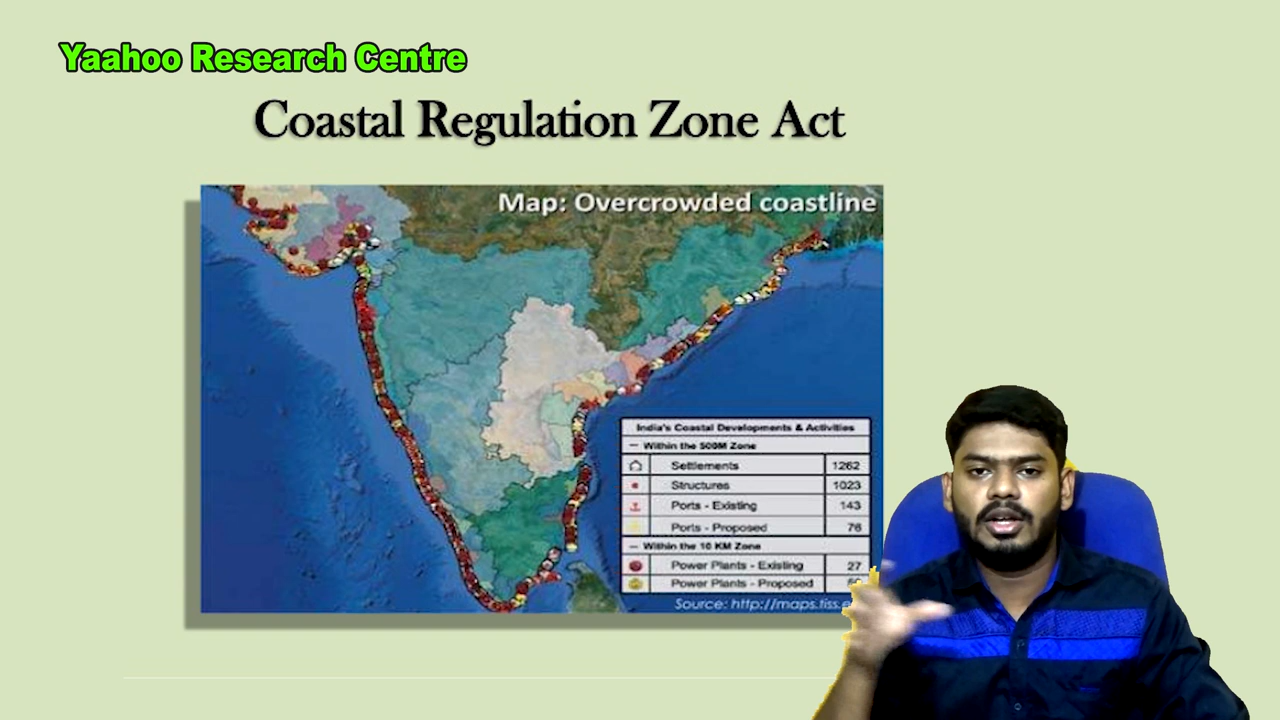 Yaahoo Research Centre
Coastal Regulation Zone Act
Map: Overcrowded coastline
India's Coastal Developments & Activities
— Within the 500M Zone
Settlements 1262
Structures 1023
Ports - Existing 143
Ports - Proposed 76
— Within the 10 KM Zone
Power Plants - Existing 27
Power Plants - Proposed
Source: http://maps.tiss.e